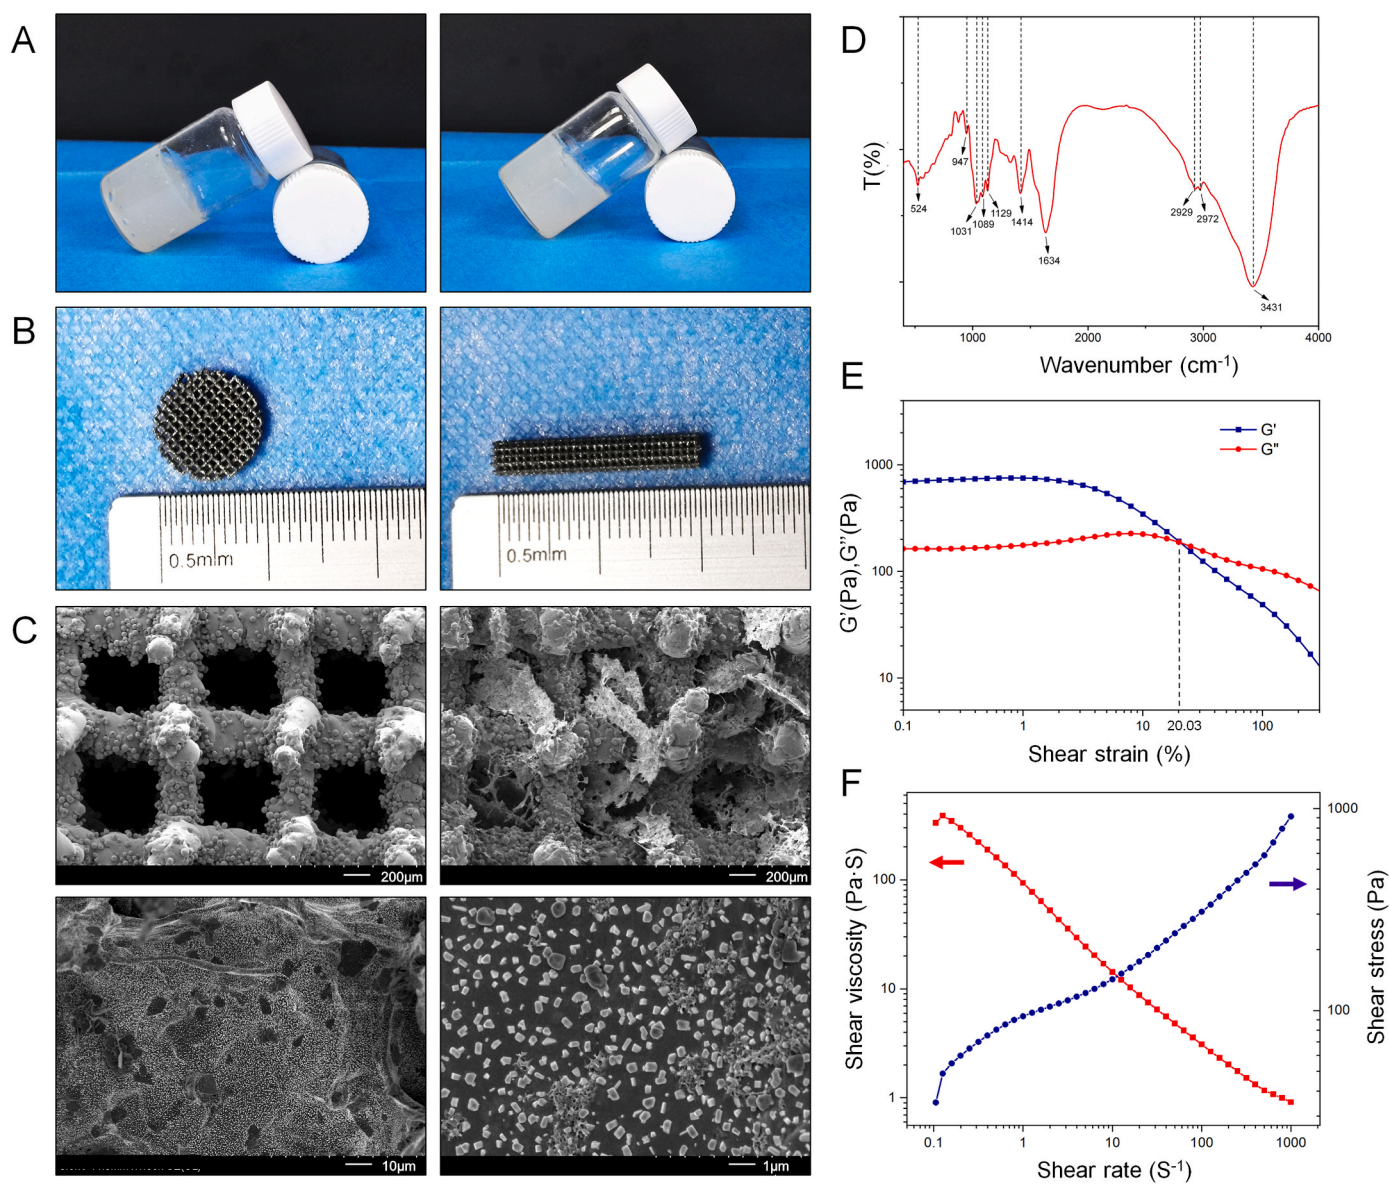 A
B
0.5mm
0.5mm
C
200μm
200μm
10μm
1μm
D
T(%)
524
947
1031
1089
1129
1414
1634
2929
2972
3431
1000
2000
3000
4000
Wavenumber (cm-1)
E
G'
G"
G'(Pa),G"(Pa)
1000
100
10
0.1
1
10
20.03
100
Shear strain (%)
F
Shear viscosity (Pa·S)
100
10
1
1000
100
Shear stress (Pa)
0.1
1
10
100
1000
Shear rate (S-1)